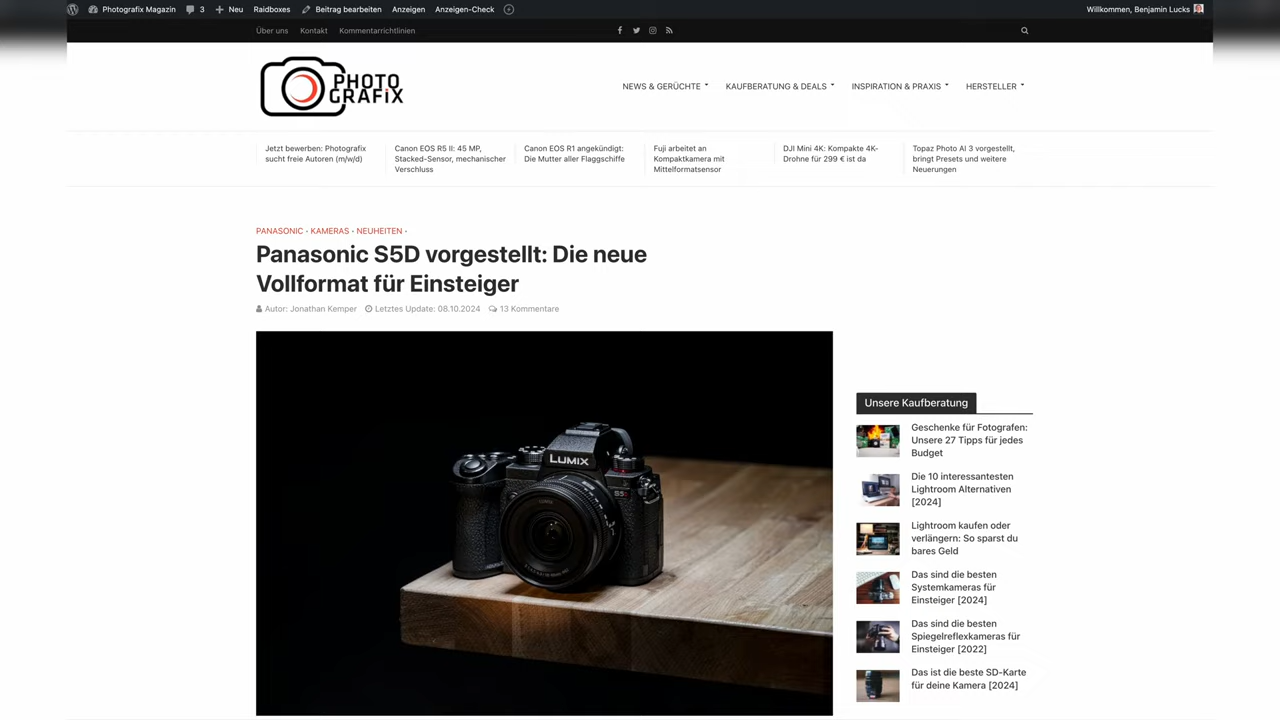 Photografix Magazin 3 Neu Raidboxes Beitrag bearbeiten Anzeigen Anzeigen-Check Willkommen, Benjamin Lucks
Über uns Kontakt Kommentarrichtlinien
PHOTO
GRAFiX
NEWS & GERÜCHTE KAUFBERATUNG & DEALS INSPIRATION & PRAXIS HERSTELLER
Jetzt bewerben: Photografix
sucht freie Autoren (m/w/d)
Canon EOS R5 II: 45 MP,
Stacked-Sensor, mechanischer
Verschluss
Canon EOS R1 angekündigt:
Die Mutter aller Flaggschiffe
Fuji arbeitet an
Kompaktkamera mit
Mittelformatsensor
DJI Mini 4K: Kompakte 4K-
Drohne für 299 € ist da
Topaz Photo AI 3 vorgestellt,
bringt Presets und weitere
Neuerungen
PANASONIC • KAMERAS • NEUHEITEN •
Panasonic S5D vorgestellt: Die neue
Vollformat für Einsteiger
Autor: Jonathan Kemper Letztes Update: 08.10.2024 13 Kommentare
LUMIX
S5D
LUMIX
Unsere Kaufberatung
Geschenke für Fotografen:
Unsere 27 Tipps für jedes
Budget
Die 10 interessantesten
Lightroom Alternativen
[2024]
Lightroom kaufen oder
verlängern: So sparst du
bares Geld
Das sind die besten
Systemkameras für
Einsteiger [2024]
Das sind die besten
Spiegelreflexkameras für
Einsteiger [2022]
Das ist die beste SD-Karte
für deine Kamera [2024]